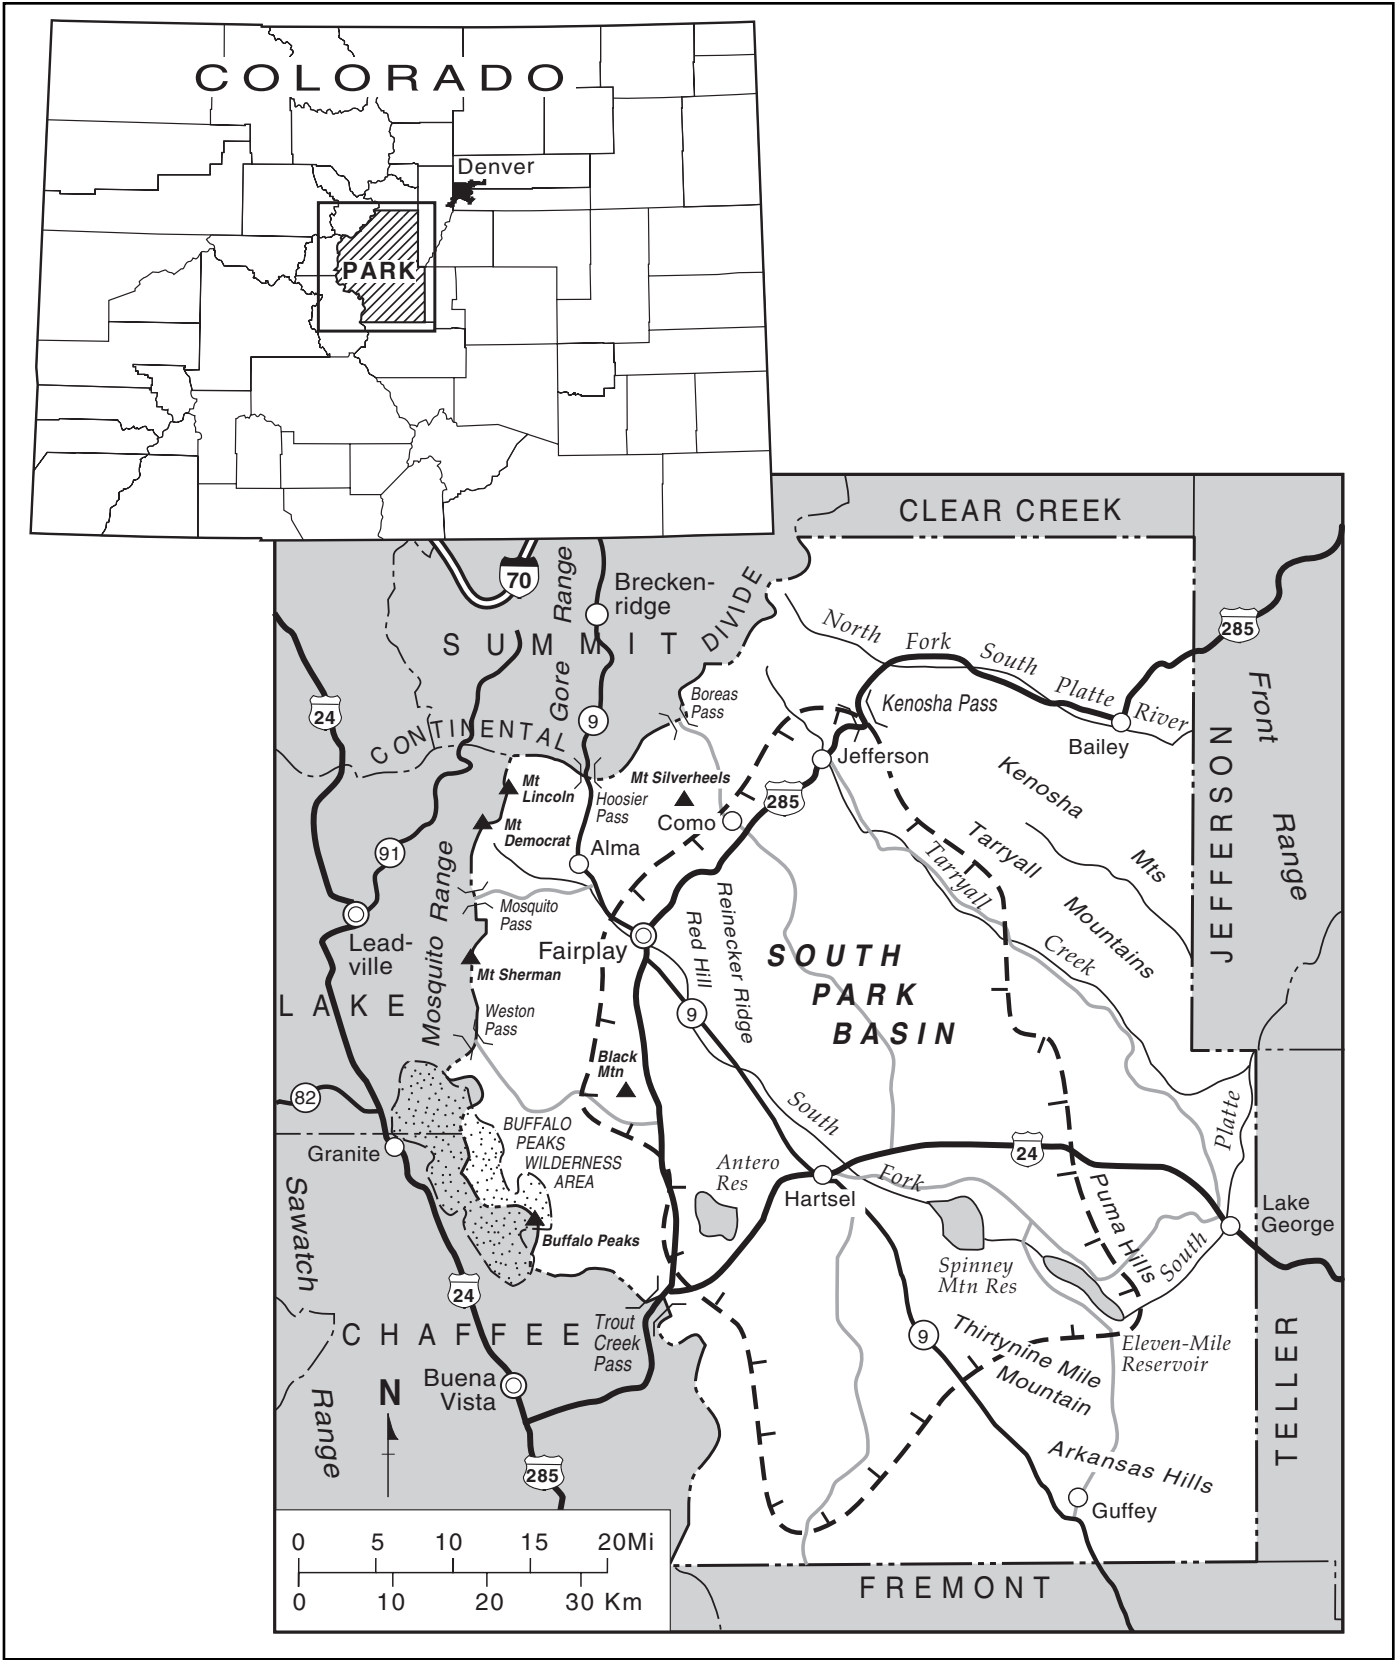 COLORADO
Denver
PARK
CLEAR CREEK
70
Gore Range
Brecken-
ridge
DIVIDE
SUMMIT
285
North Fork South Platte River
Front Range
24
9
Boreas
Pass
Kenosha Pass
Bailey
CONTINENTAL
Jefferson
JEFFERSON
Mt
Lincoln
Mt Silverheels
Hoosier
Pass
285
Kenosha Mts
Mt
Democrat
Como
Tarryall Mountains
Alma
91
Tarryall Creek
Mosquito Range
Mosquito
Pass
Reinecker Ridge
Red Hill
Lead-
ville
Fairplay
SOUTH
PARK
BASIN
Mt Sherman
LAKE
Weston
Pass
9
Black
Mtn
82
South Fork South Platte
BUFFALO
PEAKS
WILDERNESS
AREA
Granite
24
Antero
Res
Hartsel
Puma Hills
Lake
George
Sawatch Range
Buffalo Peaks
Spinney
Mtn Res
24
CHAFFEE
Trout
Creek
Pass
9
Thirtynine Mile
Mountain
Eleven-Mile
Reservoir
TELLER
Buena
Vista
N
Arkansas Hills
285
Guffey
0 5 10 15 20Mi
0 10 20 30 Km
FREMONT